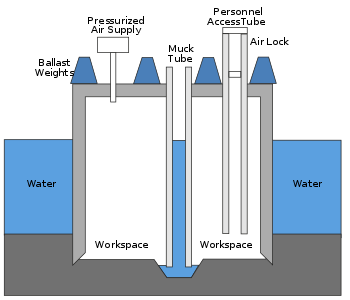 Personnel
AccessTube
Pressurized
Air Supply
Air Lock
Muck
Tube
Ballast
Weights
Water
Water
Workspace
Workspace